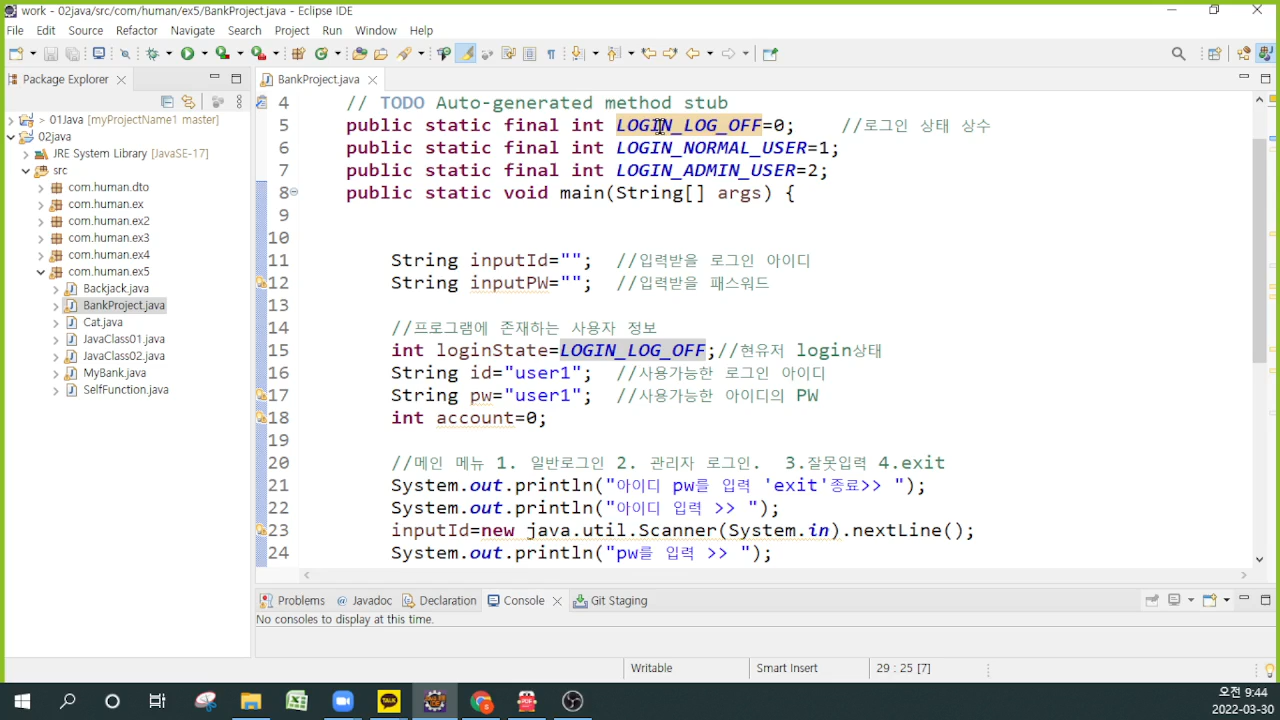 work - 02java/src/com/human/ex5/BankProject.java - Eclipse IDE
File Edit Source Refactor Navigate Search Project Run Window Help
Package Explorer
BankProject.java
> 01Java [myProjectName1 master]
02java
JRE System Library [JavaSE-17]
src
com.human.dto
com.human.ex
com.human.ex2
com.human.ex3
com.human.ex4
com.human.ex5
Backjack.java
BankProject.java
Cat.java
JavaClass01.java
JavaClass02.java
MyBank.java
SelfFunction.java
4 // TODO Auto-generated method stub
5 public static final int LOGIN_LOG_OFF=0; //로그인 상태 상수
6 public static final int LOGIN_NORMAL_USER=1;
7 public static final int LOGIN_ADMIN_USER=2;
8 public static void main(String[] args) {
9
10
11 String inputId=""; //입력받을 로그인 아이디
12 String inputPW=""; //입력받을 패스워드
13
14 //프로그램에 존재하는 사용자 정보
15 int loginState=LOGIN_LOG_OFF;//현유저 login상태
16 String id="user1"; //사용가능한 로그인 아이디
17 String pw="user1"; //사용가능한 아이디의 PW
18 int account=0;
19
20 //메인 메뉴 1. 일반로그인 2. 관리자 로그인. 3.잘못입력 4.exit
21 System.out.println("아이디 pw를 입력 'exit'종료>> ");
22 System.out.println("아이디 입력 >> ");
23 inputId=new java.util.Scanner(System.in).nextLine();
24 System.out.println("pw를 입력 >> ");
Problems Javadoc Declaration Console Git Staging
No consoles to display at this time.
Writable Smart Insert 29 : 25 [7]
TALK
PDF
오전 9:44
2022-03-30